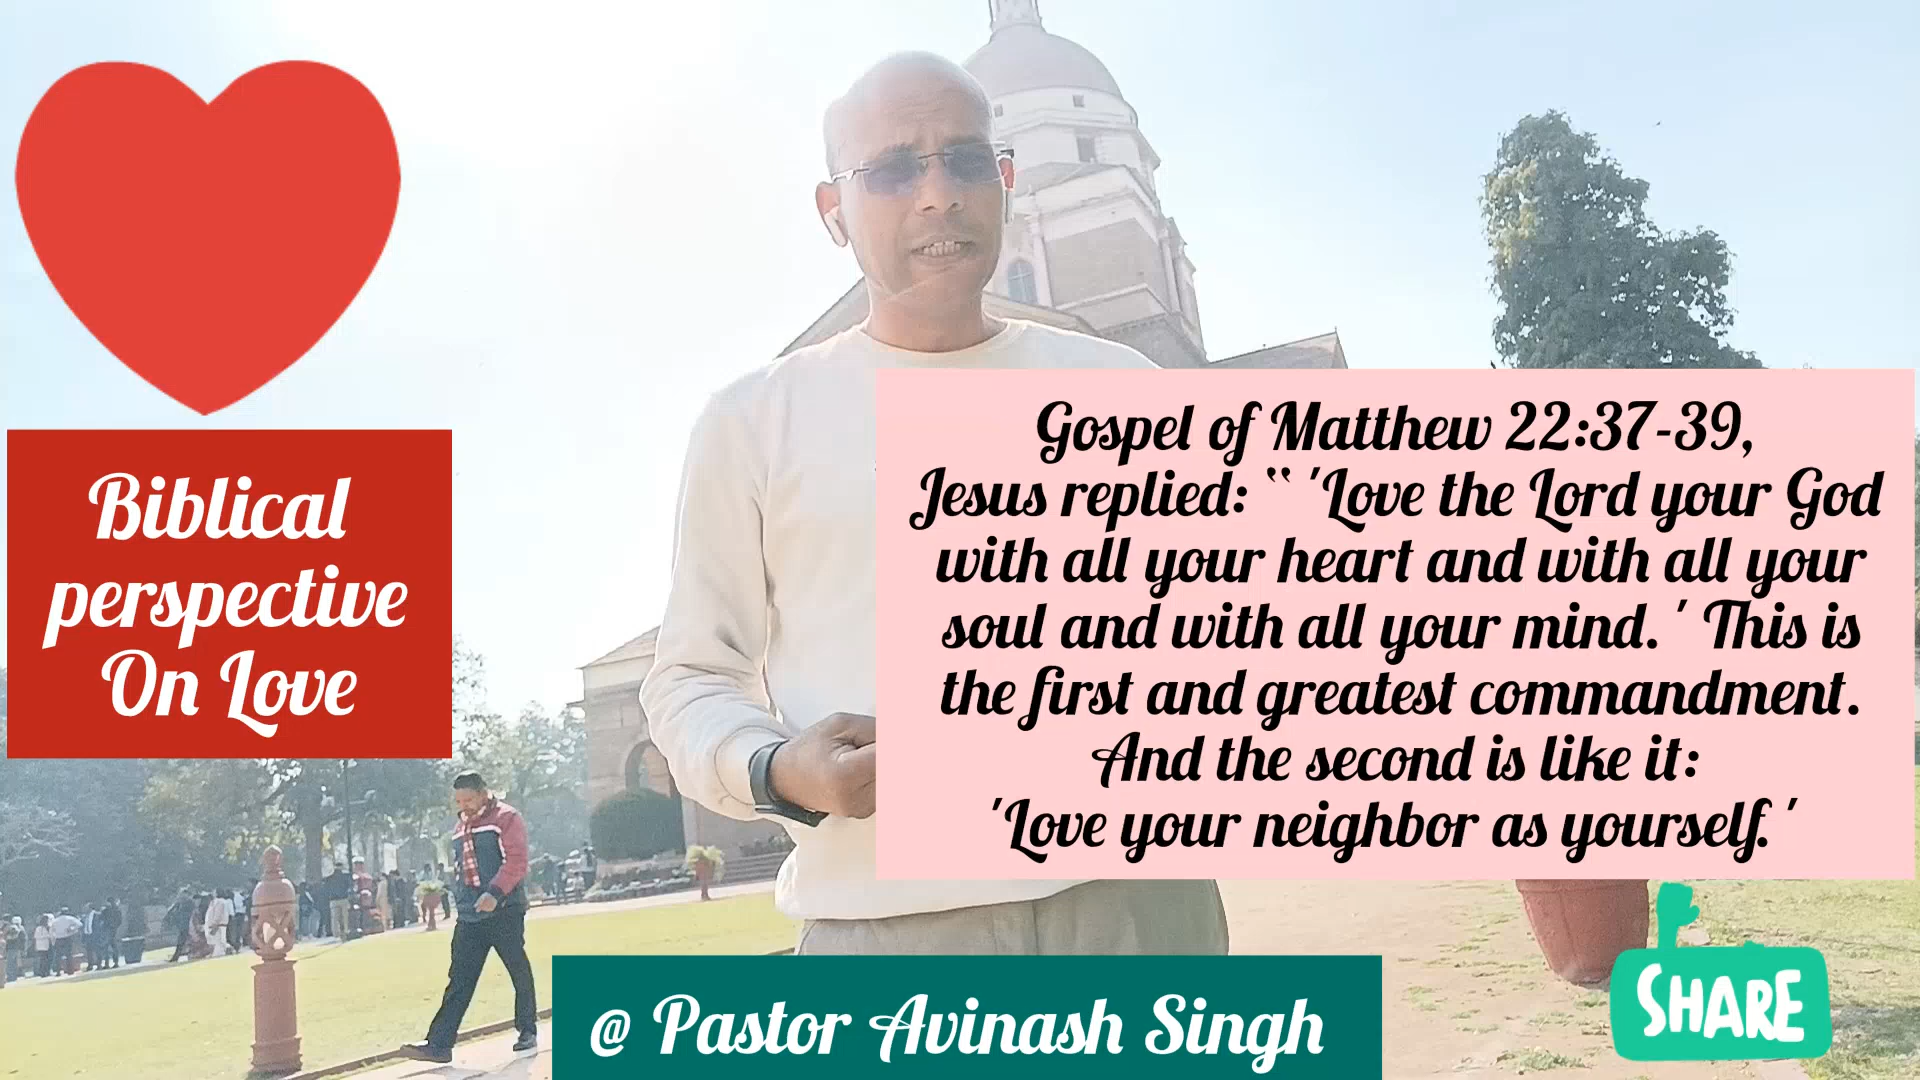 Biblical
perspective
On Love
Gospel of Matthew 22:37-39,
Jesus replied: “ 'Love the Lord your God
with all your heart and with all your
soul and with all your mind. ' This is
the first and greatest commandment.
And the second is like it:
'Love your neighbor as yourself. '
@ Pastor Avinash Singh
SHARE